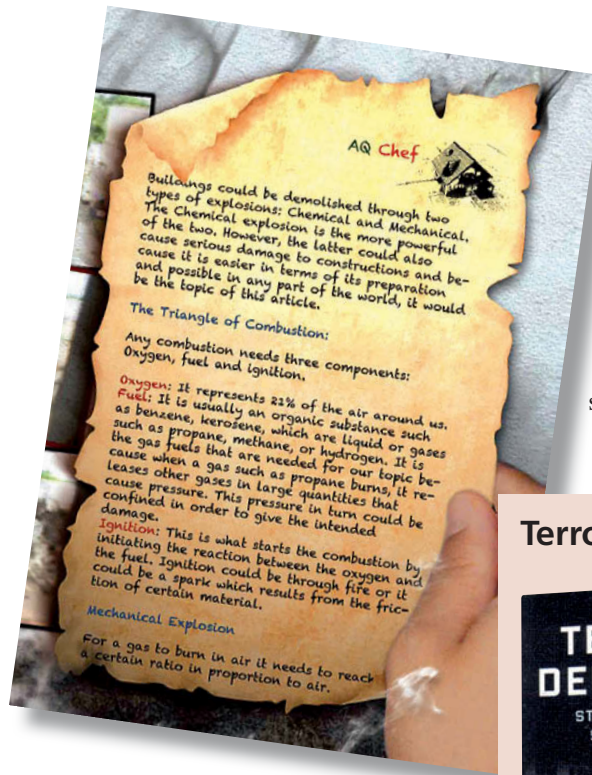 AQ Chef
Buildings could be demolished through two
types of explosions: Chemical and Mechanical.
The Chemical explosion is the more powerful
of the two. However, the latter could also
cause serious damage to constructions and be-
cause it is easier in terms of its preparation
and possible in any part of the world, it would
be the topic of this article.
The Triangle of Combustion:
Any combustion needs three components:
Oxygen, fuel and ignition.
Oxygen: It represents 21% of the air around us.
Fuel: It is usually an organic substance such
as benzene, kerosene, which are liquid or gases
such as propane, methane, or hydrogen. It is
the gas fuels that are needed for our topic be-
cause when a gas such as propane burns, it re-
leases other gases in large quantities that
cause pressure. This pressure in turn could be
confined in order to give the intended
damage.
Ignition: This is what starts the combustion by
initiating the reaction between the oxygen and
the fuel. Ignition could be through fire or it
could be a spark which results from the fric-
tion of certain material.
Mechanical Explosion
For a gas to burn in air it needs to reach
a certain ratio in proportion to air.
s
Terro
TE
DE
ST